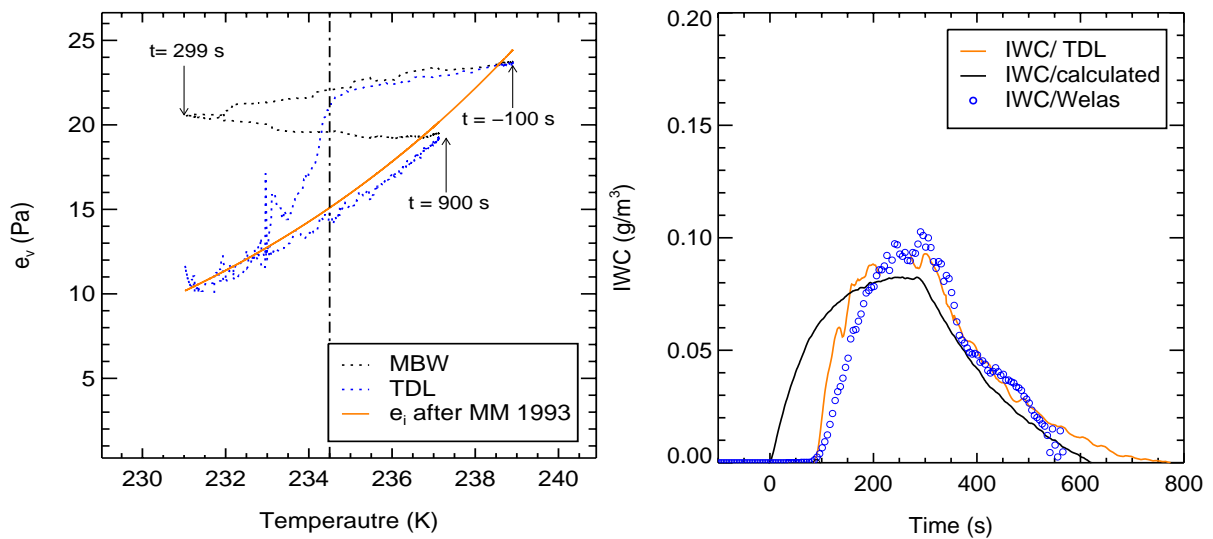 25
20
15
10
5
230
232
234
236
238
240
e_v (Pa)
Temperautre (K)
t= 299 s
t = −100 s
t = 900 s
MBW
TDL
e_i after MM 1993
0.20
0.15
0.10
0.05
0.00
0
200
400
600
800
IWC (g/m³)
Time (s)
IWC/ TDL
IWC/calculated
IWC/Welas